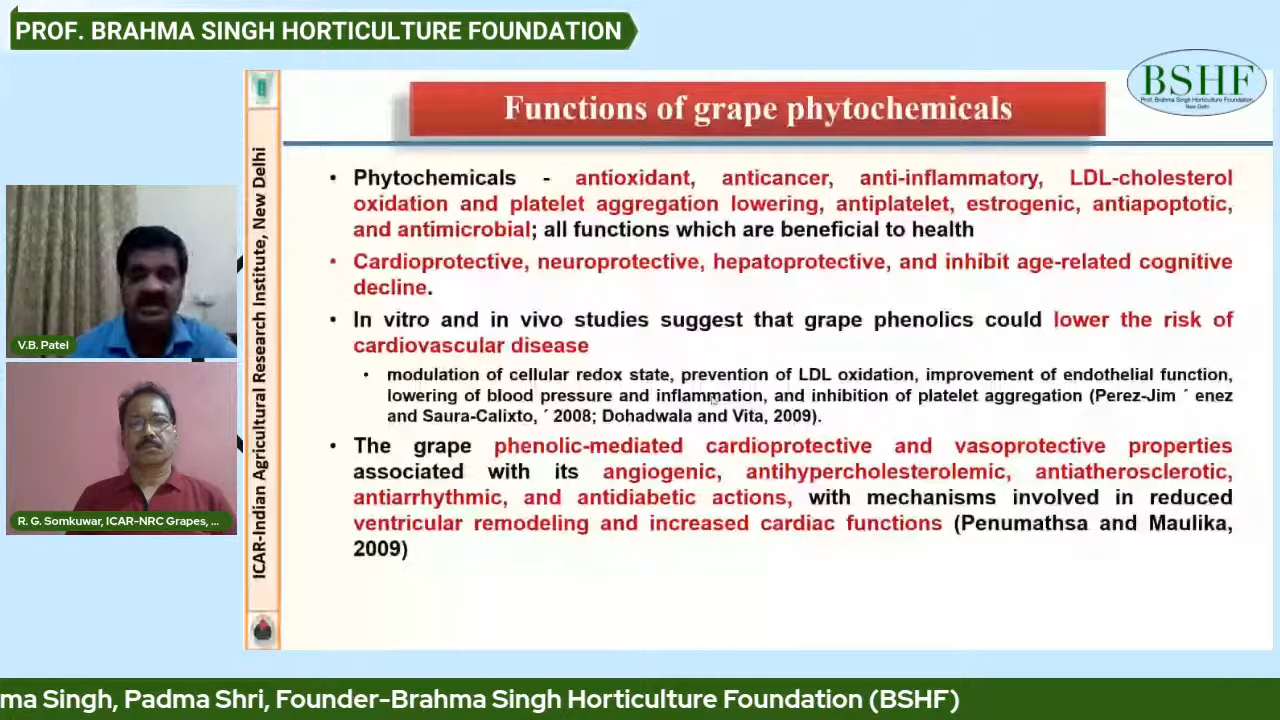 PROF. BRAHMA SINGH HORTICULTURE FOUNDATION
BSHF
Prof. Brahma Singh Horticulture Foundation
New Delhi
Functions of grape phytochemicals
ICAR-Indian Agricultural Research Institute, New Delhi
• Phytochemicals - antioxidant, anticancer, anti-inflammatory, LDL-cholesterol
oxidation and platelet aggregation lowering, antiplatelet, estrogenic, antiapoptotic,
and antimicrobial; all functions which are beneficial to health
• Cardioprotective, neuroprotective, hepatoprotective, and inhibit age-related cognitive
decline.
• In vitro and in vivo studies suggest that grape phenolics could lower the risk of
cardiovascular disease
• modulation of cellular redox state, prevention of LDL oxidation, improvement of endothelial function,
lowering of blood pressure and inflammation, and inhibition of platelet aggregation (Perez-Jim ´ enez
and Saura-Calixto, ´ 2008; Dohadwala and Vita, 2009).
• The grape phenolic-mediated cardioprotective and vasoprotective properties
associated with its angiogenic, antihypercholesterolemic, antiatherosclerotic,
antiarrhythmic, and antidiabetic actions, with mechanisms involved in reduced
ventricular remodeling and increased cardiac functions (Penumathsa and Maulika,
2009)
V.B. Patel
R. G. Somkuwar, ICAR-NRC Grapes, ...
ma Singh, Padma Shri, Founder-Brahma Singh Horticulture Foundation (BSHF)